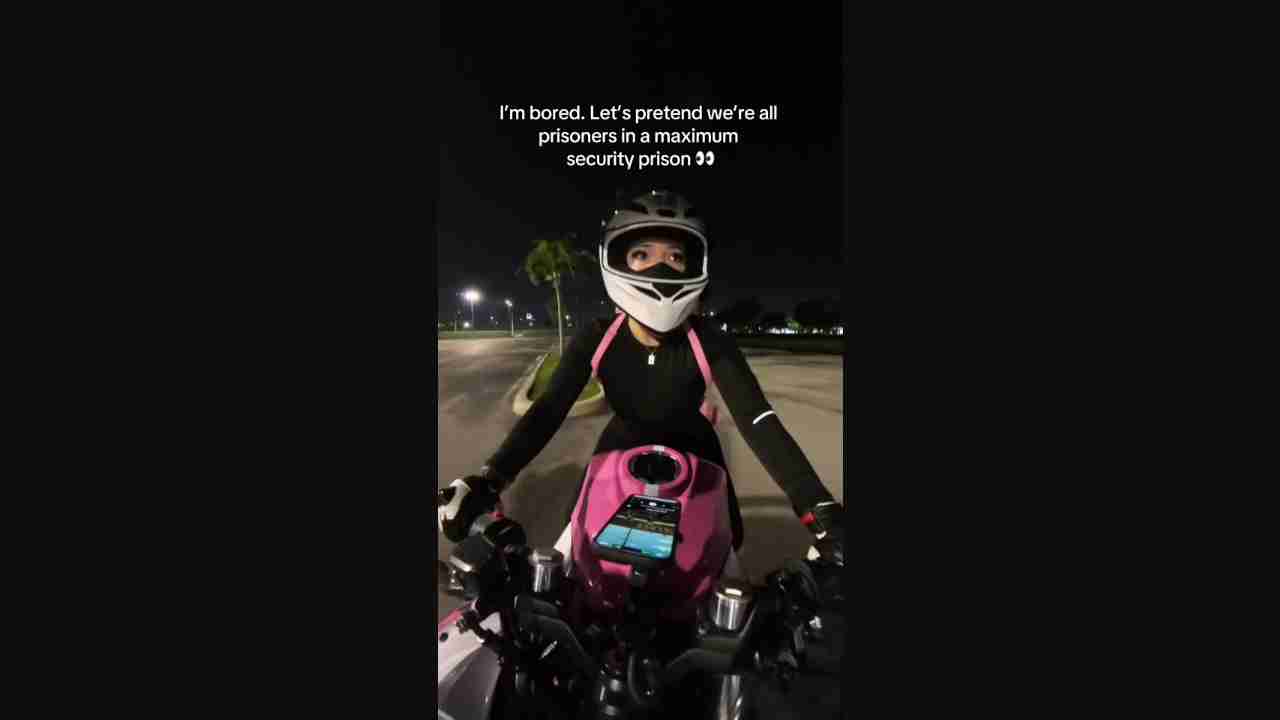 I’m bored. Let’s pretend we’re all
prisoners in a maximum
security prison 👀